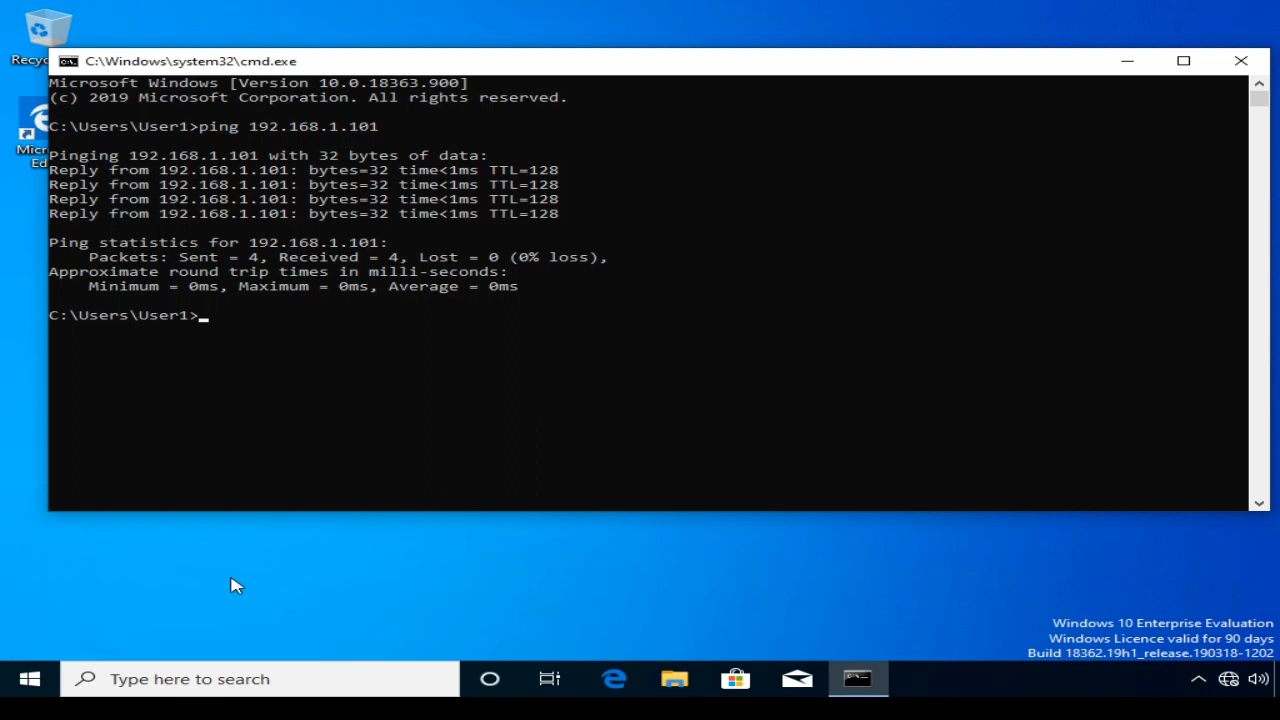 Recyc
C:\Windows\system32\cmd.exe
Microsoft Windows [Version 10.0.18363.900]
(c) 2019 Microsoft Corporation. All rights reserved.
C:\Users\User1>ping 192.168.1.101
Micr
Ed
Pinging 192.168.1.101 with 32 bytes of data:
Reply from 192.168.1.101: bytes=32 time<1ms TTL=128
Reply from 192.168.1.101: bytes=32 time<1ms TTL=128
Reply from 192.168.1.101: bytes=32 time<1ms TTL=128
Reply from 192.168.1.101: bytes=32 time<1ms TTL=128
Ping statistics for 192.168.1.101:
    Packets: Sent = 4, Received = 4, Lost = 0 (0% loss),
Approximate round trip times in milli-seconds:
    Minimum = 0ms, Maximum = 0ms, Average = 0ms
C:\Users\User1>
Windows 10 Enterprise Evaluation
Windows Licence valid for 90 days
Build 18362.19h1_release.190318-1202
Type here to search